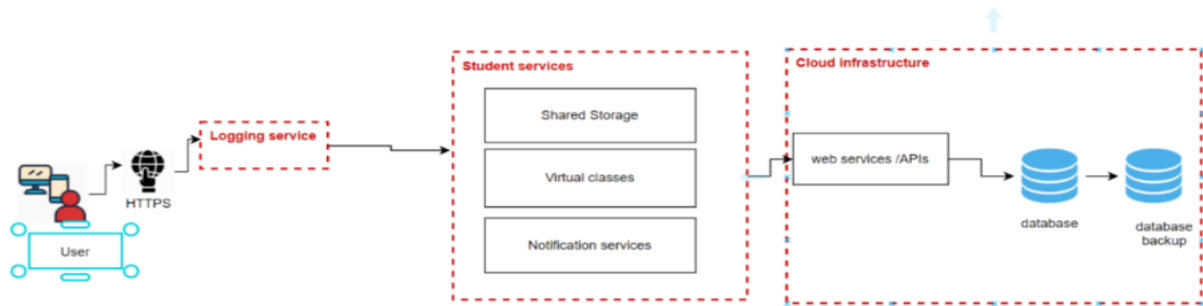 Student services
Cloud infrastructure
Shared Storage
Logging service
web services /APIs
Virtual classes
HTTPS
database
database
backup
Notification services
User